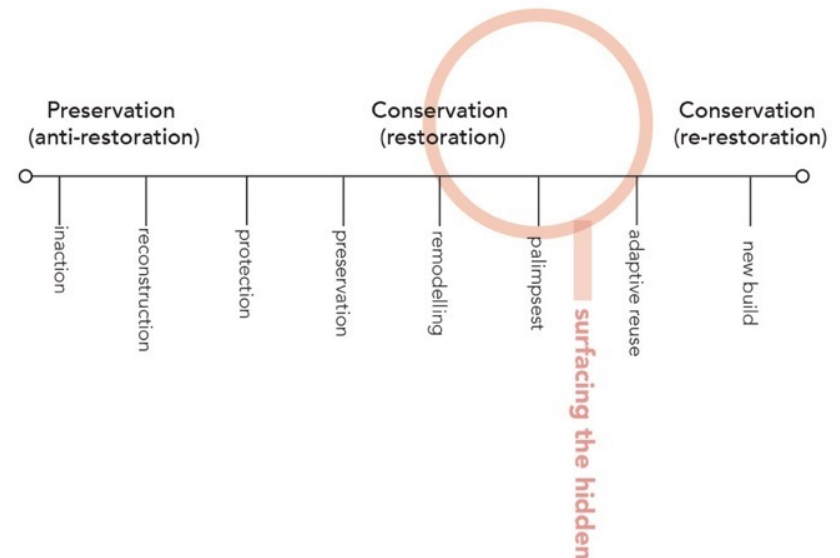 Preservation
(anti-restoration)
Conservation
(restoration)
Conservation
(re-restoration)
inaction
reconstruction
protection
preservation
remodelling
palimpsest
adaptive reuse
new build
surfacing the hidden